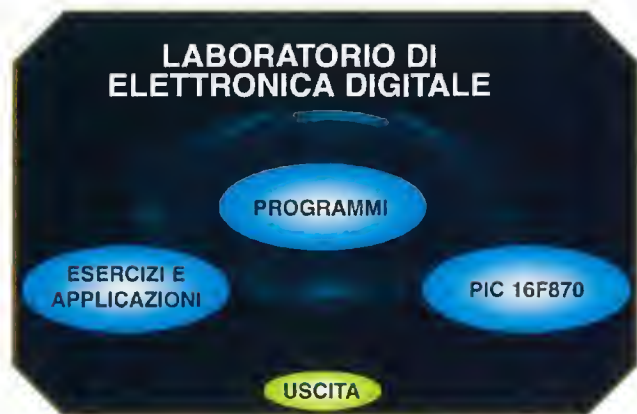 LABORATORIO DI
ELETTRONICA DIGITALE
PROGRAMMI
ESERCIZI E
APPLICAZIONI
PIC 16F870
USCITA